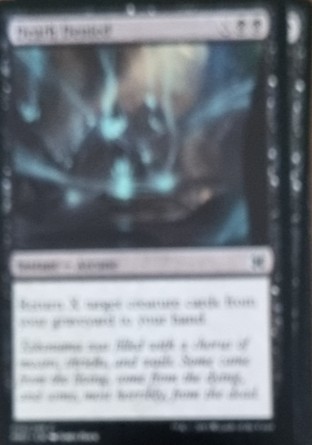 Death Denied
Instant — Arcane
Return X target creature cards from
your graveyard to your hand.
Takenuma was filled with a chorus of
moans, shrieks, and wails. Some came
from the living, some from the dying,
and some, most horribly, from the dead.